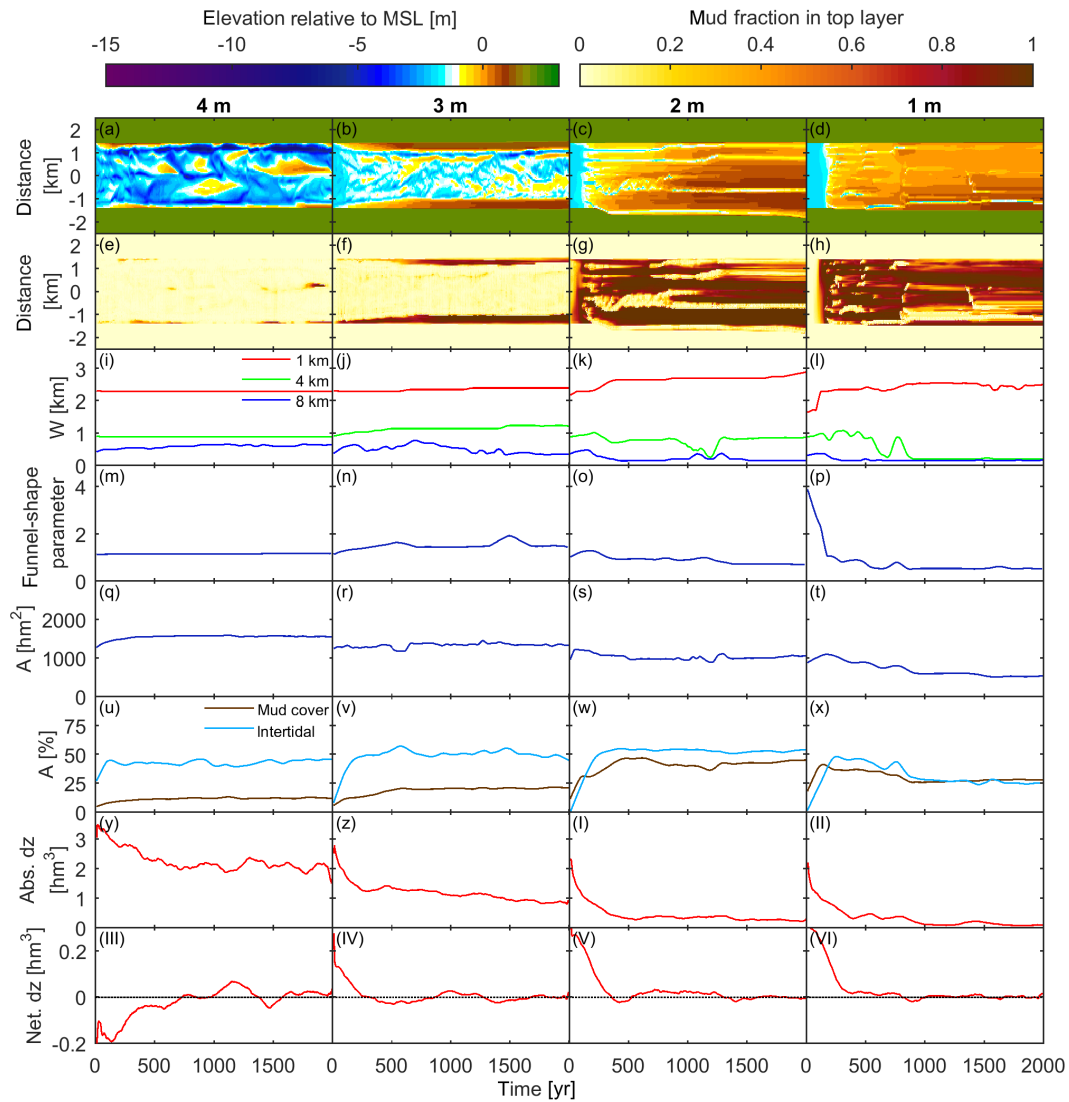 Elevation relative to MSL [m]
Mud fraction in top layer
-15 -10 -5 0
0 0.2 0.4 0.6 0.8 1
4 m 3 m 2 m 1 m
(a) (b) (c) (d)
Distance
[km]
2
1
0
-1
-2
(e) (f) (g) (h)
Distance
[km]
2
1
0
-1
-2
(i) (j) (k) (l)
1 km
4 km
8 km
W [km]
3
2
1
0
(m) (n) (o) (p)
Funnel-shape
parameter
4
2
0
(q) (r) (s) (t)
A [hm2]
2000
1000
0
(u) (v) (w) (x)
Mud cover
Intertidal
A [%]
75
50
25
0
(y) (z) (I) (II)
Abs. dz
[hm3]
3
2
1
0
(III) (IV) (V) (VI)
Net. dz [hm3]
0.2
0
-0.2
0 500 1000 1500 0 500 1000 1500 0 500 1000 1500 0 500 1000 1500 2000
Time [yr]